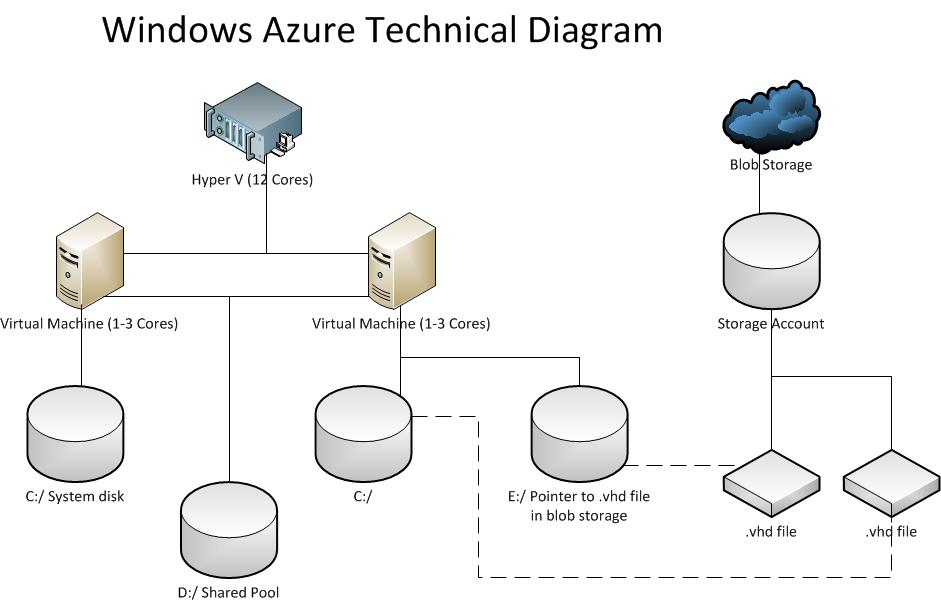 Windows Azure Technical Diagram
Hyper V (12 Cores)
Blob Storage
Virtual Machine (1-3 Cores)
Virtual Machine (1-3 Cores)
Storage Account
C:/ System disk
C:/
E:/ Pointer to .vhd file
in blob storage
.vhd file
.vhd file
D:/ Shared Pool